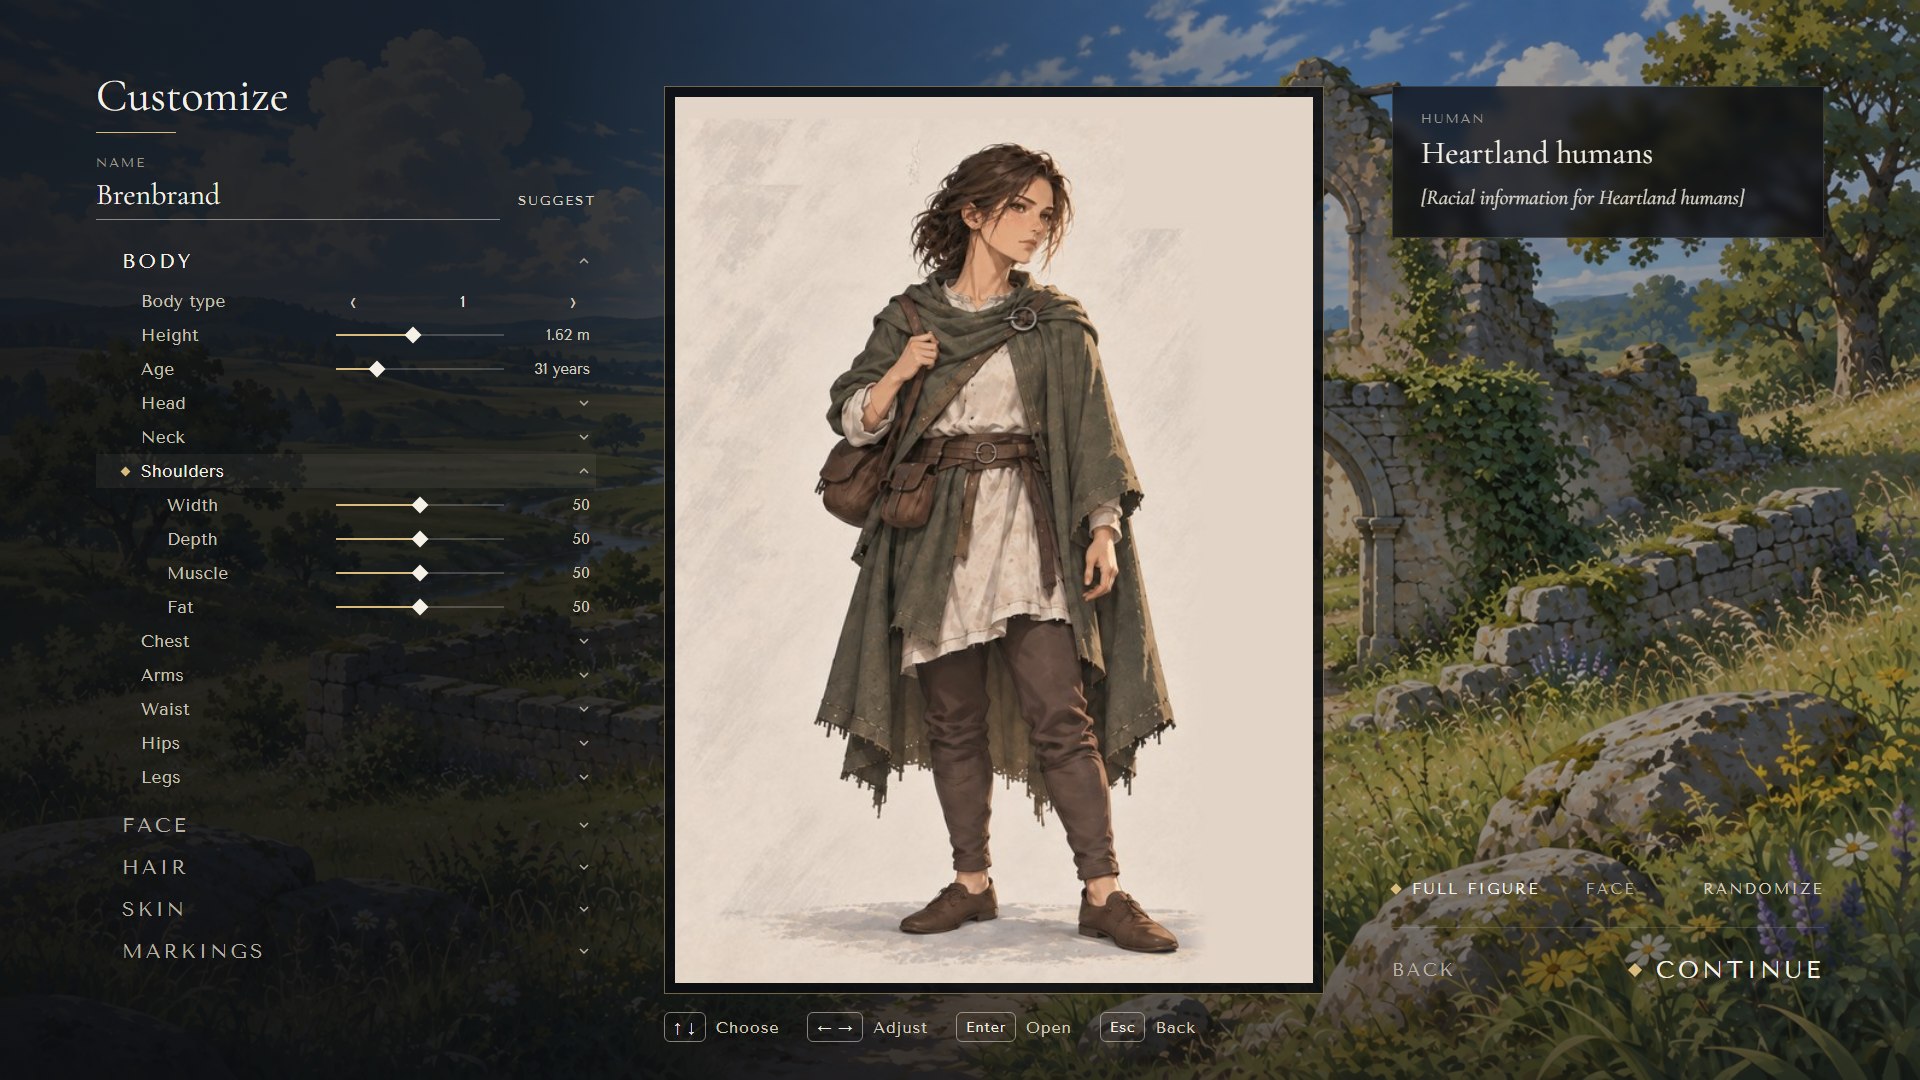 Customize
NAME
Brenbrand
SUGGEST
BODY
Body type
1
Height
1.62 m
Age
31 years
Head
Neck
Shoulders
Width
50
Depth
50
Muscle
50
Fat
50
Chest
Arms
Waist
Hips
Legs
FACE
HAIR
SKIN
MARKINGS
HUMAN
Heartland humans
[Racial information for Heartland humans]
FULL FIGURE
FACE
RANDOMIZE
BACK
CONTINUE
↑↓ Choose
←→ Adjust
Enter Open
Esc Back